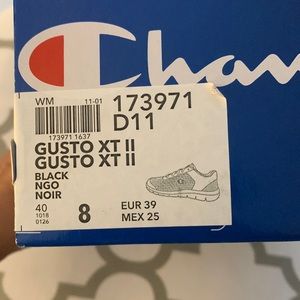 Cham
WM 11-01
173971
D11
173971 1637
GUSTO XT II
GUSTO XT II
BLACK
NGO
NOIR
40
1018
0126
8
EUR 39
MEX 25